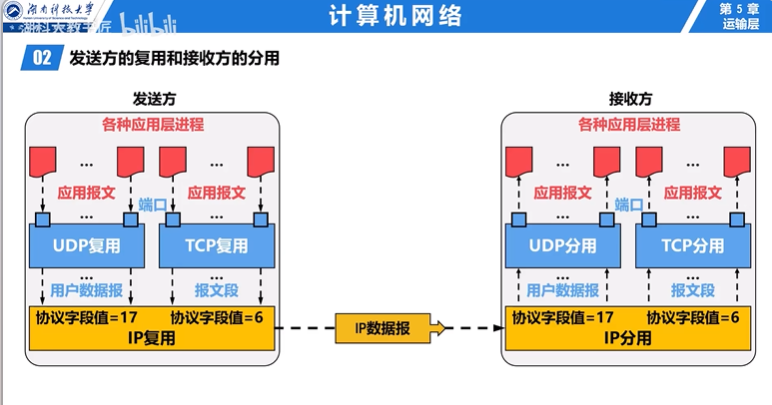 湖南科技大学
计算机网络
第 5 章
运输层
湖科大教书匠 bilibili
02 发送方的复用和接收方的分用
发送方
接收方
各种应用层进程
各种应用层进程
... ...
... ...
应用报文 应用报文
应用报文 应用报文
端口
端口
... ...
... ...
UDP复用 TCP复用
UDP分用 TCP分用
... ...
... ...
用户数据报 报文段
用户数据报 报文段
协议字段值=17 协议字段值=6
IP复用
IP数据报
协议字段值=17 协议字段值=6
IP分用